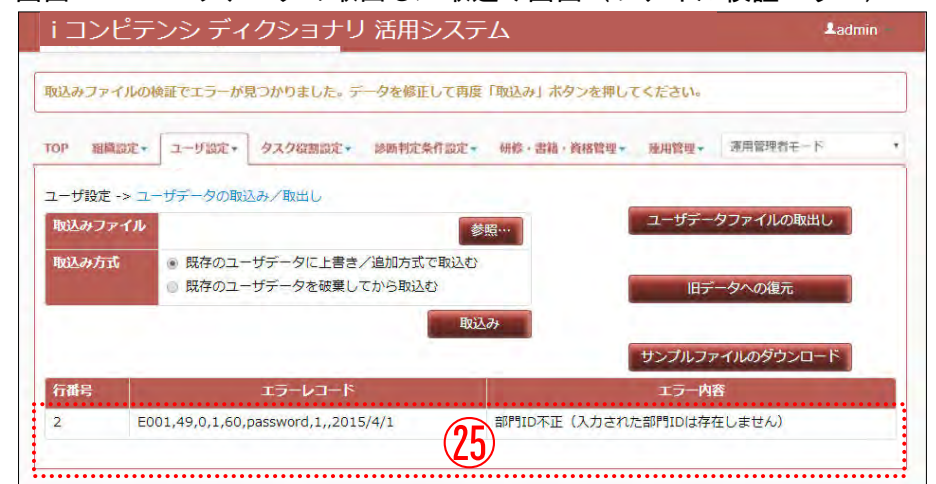 i コンピテンシ ディクショナリ 活用システム
admin
取込みファイルの検証でエラーが見つかりました。データを修正して再度「取込み」ボタンを押してください。
TOP 組織設定 ユーザ設定 タスク役割設定 診断判定条件設定 研修・書籍・資格管理 運用管理 運用管理者モード
ユーザ設定 -> ユーザデータの取込み/取出し
取込みファイル 参照… ユーザデータファイルの取出し
取込み方式 既存のユーザデータに上書き/追加方式で取込む
既存のユーザデータを破棄してから取込む 旧データへの復元
取込み
サンプルファイルのダウンロード
行番号 エラーレコード エラー内容
2 E001,49,0,1,60,password,1,,2015/4/1 部門ID不正(入力された部門IDは存在しません)
㉕